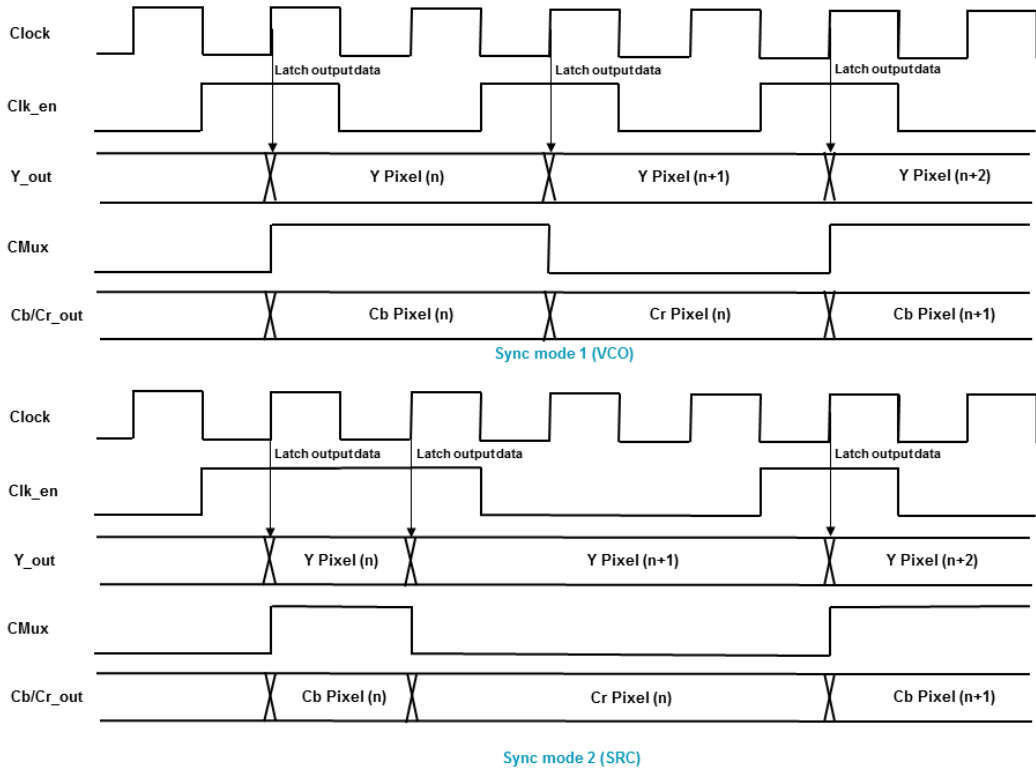 Clock
Latch output data Latch output data Latch output data
Clk_en
Y_out Y Pixel (n) Y Pixel (n+1) Y Pixel (n+2)
CMux
Cb/Cr_out Cb Pixel (n) Cr Pixel (n) Cb Pixel (n+1)
Sync mode 1 (VCO)
Clock
Latch output data Latch output data Latch output data
Clk_en
Y_out Y Pixel (n) Y Pixel (n+1) Y Pixel (n+2)
CMux
Cb/Cr_out Cb Pixel (n) Cr Pixel (n) Cb Pixel (n+1)
Sync mode 2 (SRC)